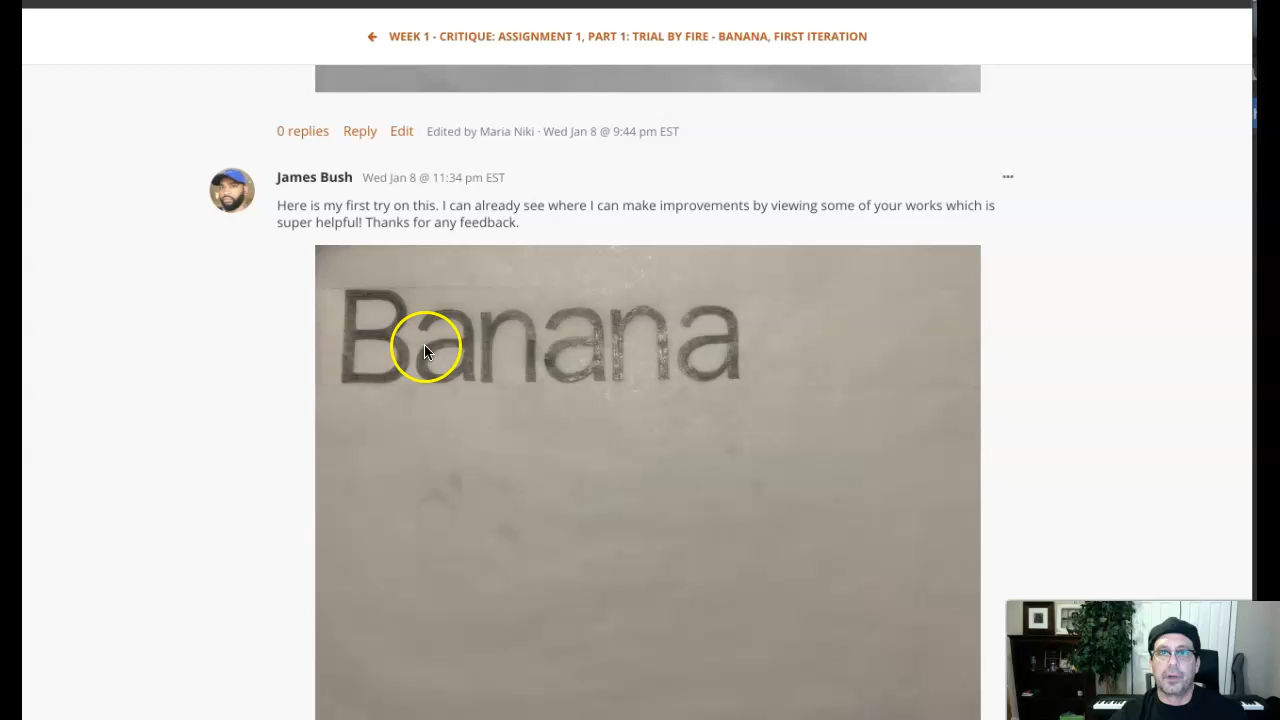 WEEK 1 - CRITIQUE: ASSIGNMENT 1, PART 1: TRIAL BY FIRE - BANANA, FIRST ITERATION
0 replies Reply Edit Edited by Maria Niki · Wed Jan 8 @ 9:44 pm EST
James Bush Wed Jan 8 @ 11:34 pm EST
Here is my first try on this. I can already see where I can make improvements by viewing some of your works which is
super helpful! Thanks for any feedback.
Banana